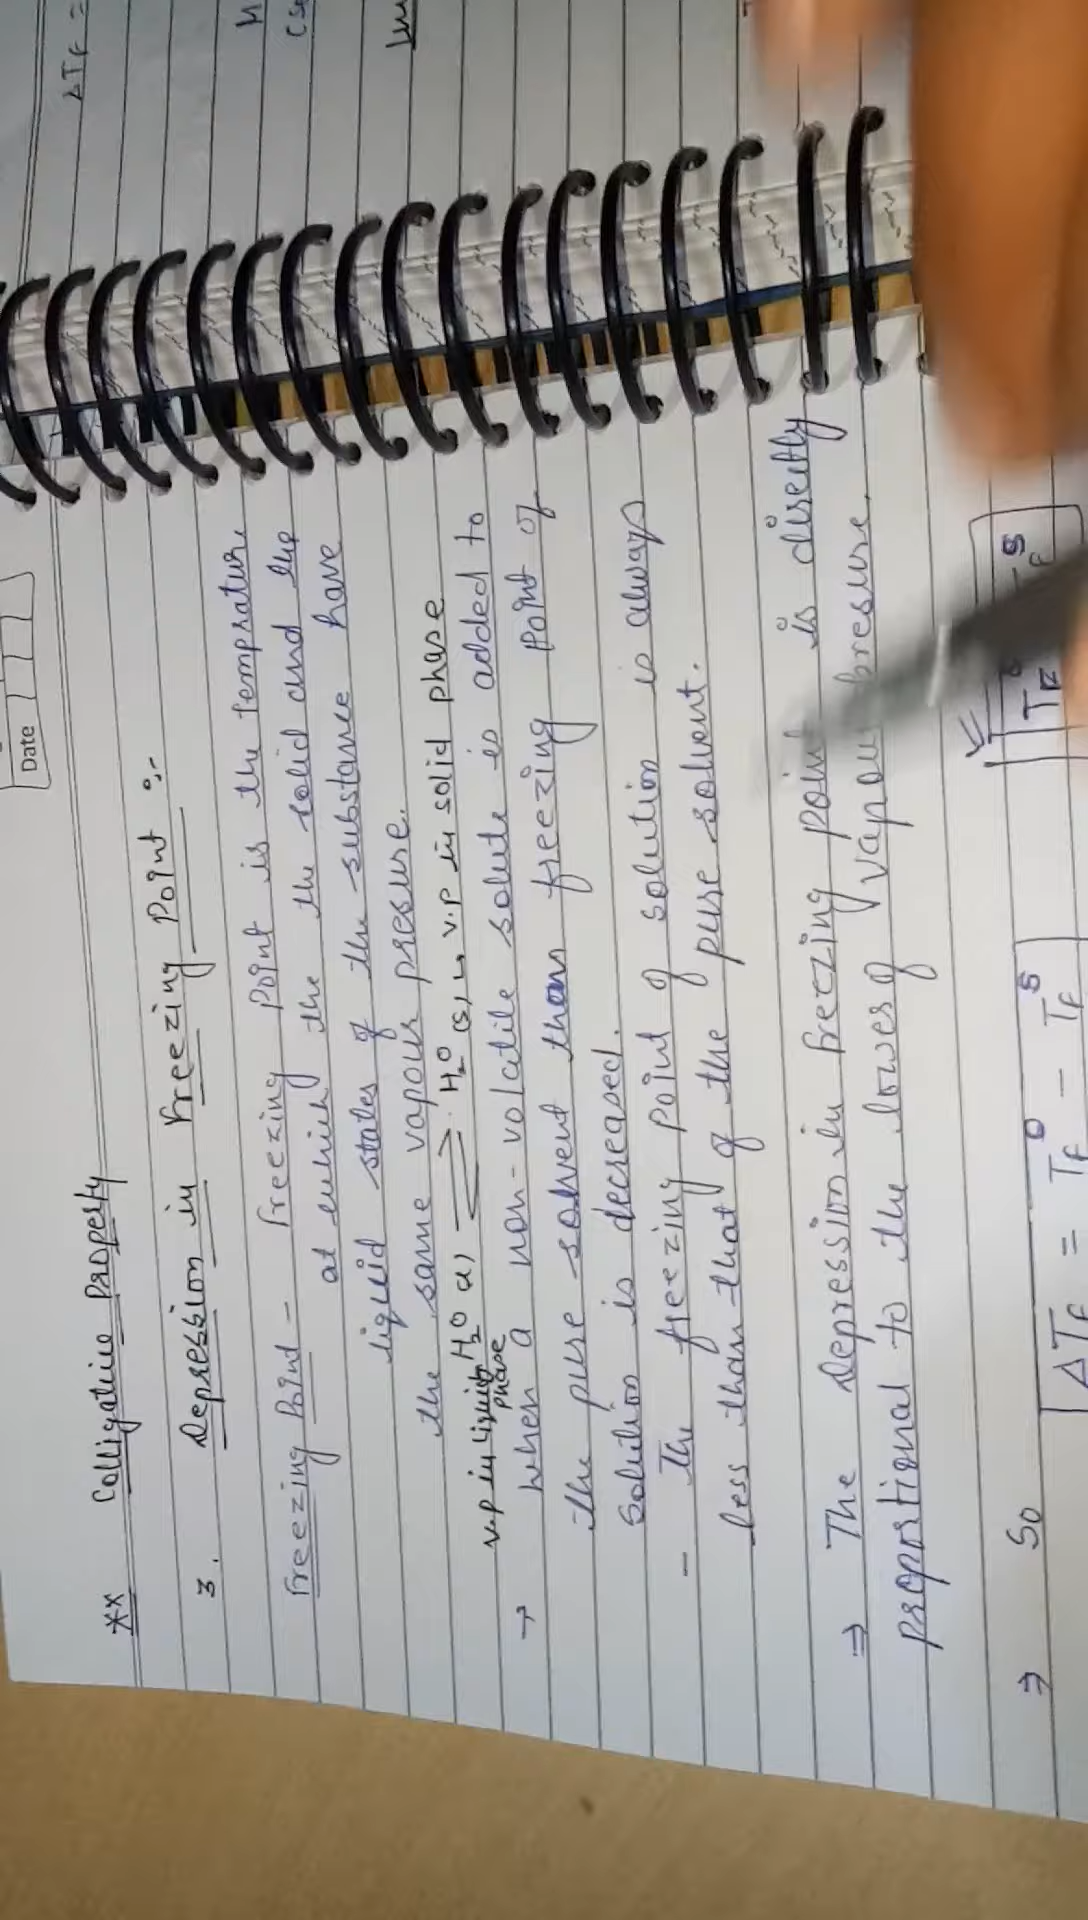 Date
** Colligative property
3. Depression in freezing Point :-
Freezing Point - freezing point is the temprature
at which the the solid and the
liquid states of the substance have
the same vapour presure.
H₂O (l) ⇌ H₂O (s) ↳ v.p in solid phase
v.p in liquid phase
→ when a non-volatile solute is added to
the pure solvent than freezing point of
solution is decreased.
- The freezing point of solution is always
less than that of the pure solvent.
⇒ The Depression in freezing point is directly
proportional to the lower of vapour presure.
⇒ So
ΔTf = Tf° - Tf^s
ΔTf =